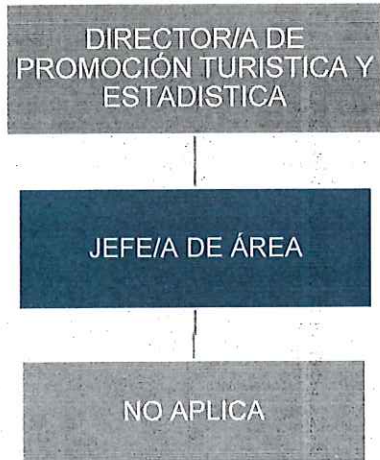 DIRECTOR/A DE
PROMOCIÓN TURISTICA Y
ESTADISTICA
JEFE/A DE ÁREA
NO APLICA